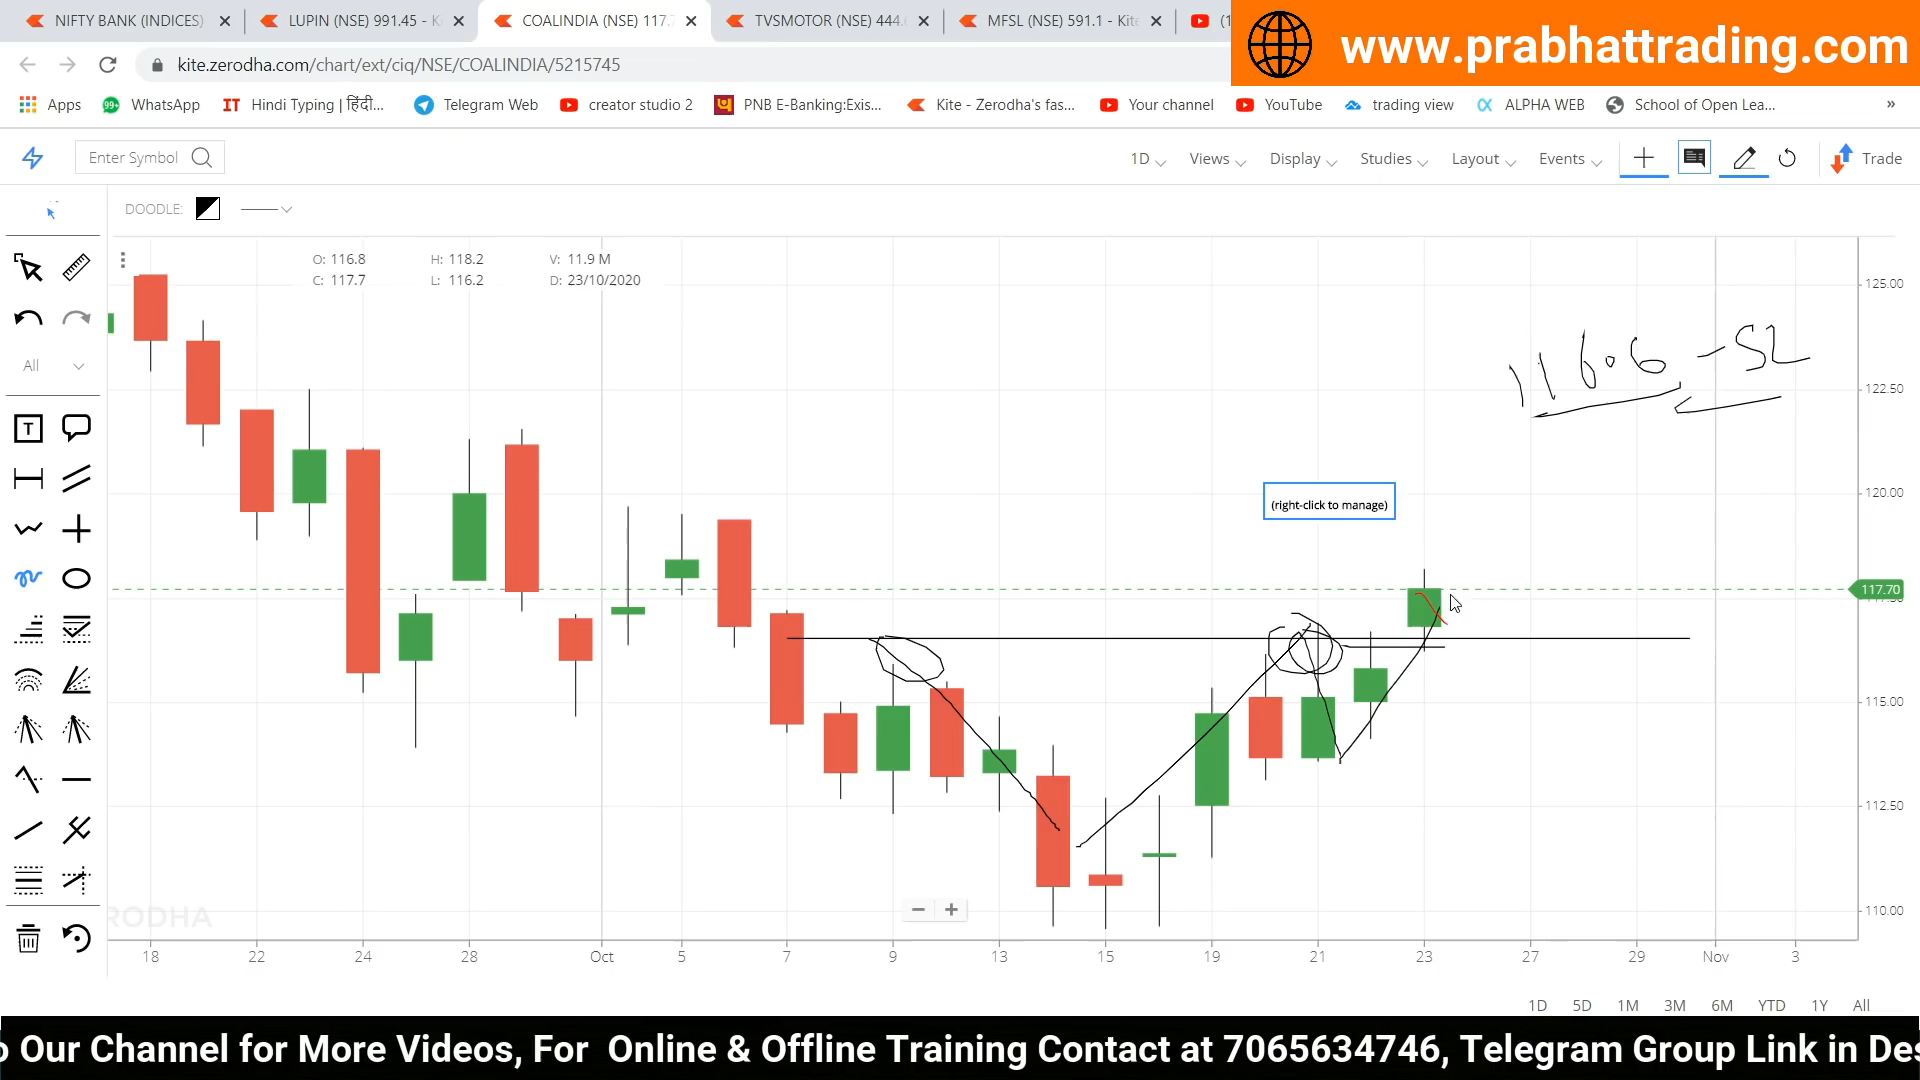 NIFTY BANK (INDICES)
LUPIN (NSE) 991.45 - K
COALINDIA (NSE) 117.
TVSMOTOR (NSE) 444.
MFSL (NSE) 591.1 - Kite
(1
www.prabhattrading.com
kite.zerodha.com/chart/ext/ciq/NSE/COALINDIA/5215745
Apps
99+
WhatsApp
IT Hindi Typing | हिंदी...
Telegram Web
creator studio 2
PNB E-Banking:Exis...
Kite - Zerodha's fas...
Your channel
YouTube
trading view
ALPHA WEB
School of Open Lea...
»
Enter Symbol
1D
Views
Display
Studies
Layout
Events
Trade
DOODLE:
O: 116.8 H: 118.2 V: 11.9 M
C: 117.7 L: 116.2 D: 23/10/2020
All
T
125.00
122.50
120.00
117.70
115.00
112.50
110.00
116.6 - SL
(right-click to manage)
RODHA
18 22 24 28 Oct 5 7 9 13 15 19 21 23 27 29 Nov 3
1D 5D 1M 3M 6M YTD 1Y All
o Our Channel for More Videos, For Online & Offline Training Contact at 7065634746, Telegram Group Link in Des